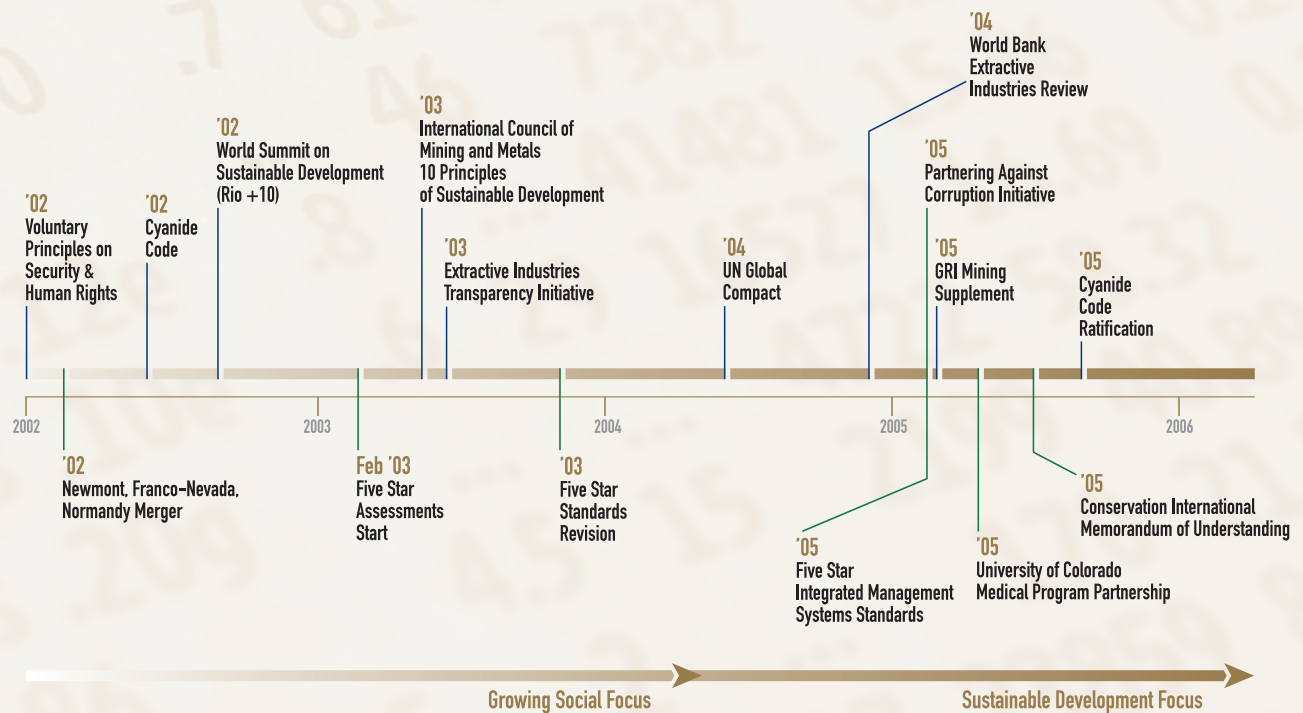 '04
World Bank
Extractive
Industries Review
'03
International Council of
Mining and Metals
10 Principles
of Sustainable Development
'02
World Summit on
Sustainable Development
(Rio +10)
'05
Partnering Against
Corruption Initiative
'02
Voluntary
Principles on
Security &
Human Rights
'02
Cyanide
Code
'03
Extractive Industries
Transparency Initiative
'04
UN Global
Compact
'05
GRI Mining
Supplement
'05
Cyanide
Code
Ratification
2002
2003
2004
2005
2006
'02
Newmont, Franco-Nevada,
Normandy Merger
Feb '03
Five Star
Assessments
Start
'03
Five Star
Standards
Revision
'05
Five Star
Integrated Management
Systems Standards
'05
University of Colorado
Medical Program Partnership
'05
Conservation International
Memorandum of Understanding
Growing Social Focus
Sustainable Development Focus